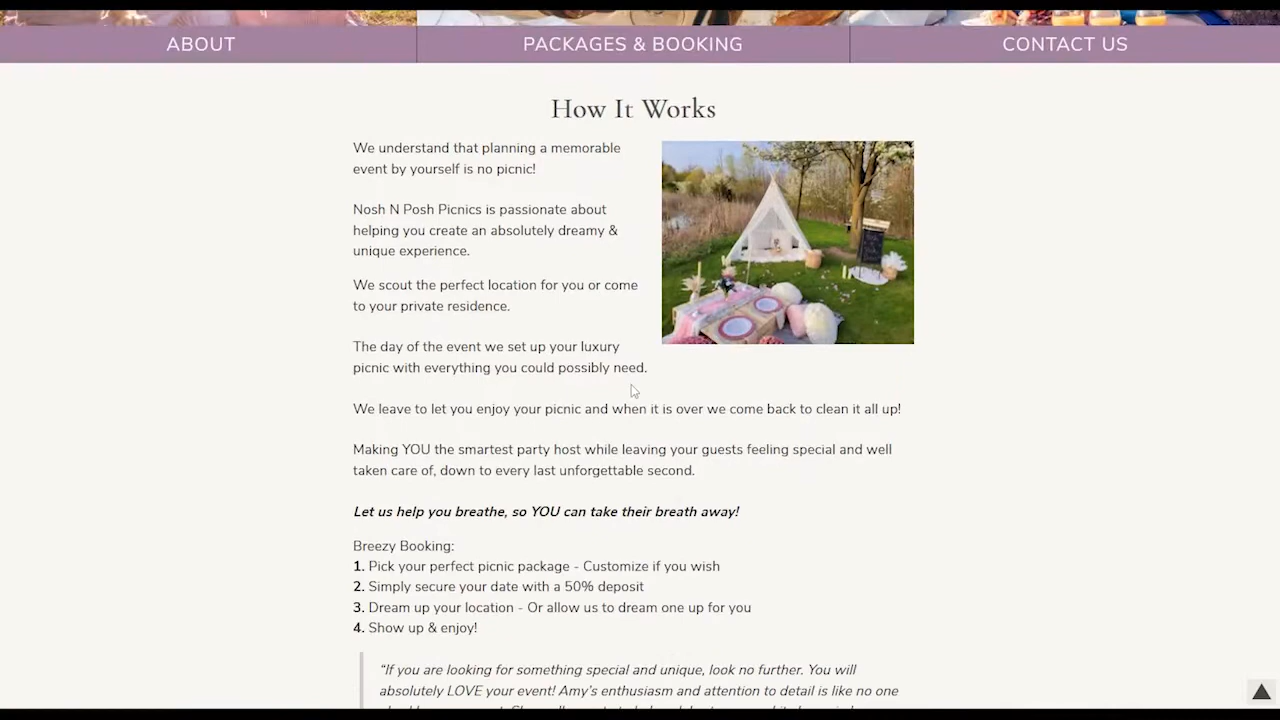 ABOUT
PACKAGES & BOOKING
CONTACT US
How It Works
We understand that planning a memorable
event by yourself is no picnic!
Nosh N Posh Picnics is passionate about
helping you create an absolutely dreamy &
unique experience.
We scout the perfect location for you or come
to your private residence.
The day of the event we set up your luxury
picnic with everything you could possibly need.
We leave to let you enjoy your picnic and when it is over we come back to clean it all up!
Making YOU the smartest party host while leaving your guests feeling special and well
taken care of, down to every last unforgettable second.
Let us help you breathe, so YOU can take their breath away!
Breezy Booking:
1. Pick your perfect picnic package - Customize if you wish
2. Simply secure your date with a 50% deposit
3. Dream up your location - Or allow us to dream one up for you
4. Show up & enjoy!
“If you are looking for something special and unique, look no further. You will
absolutely LOVE your event! Amy’s enthusiasm and attention to detail is like no one